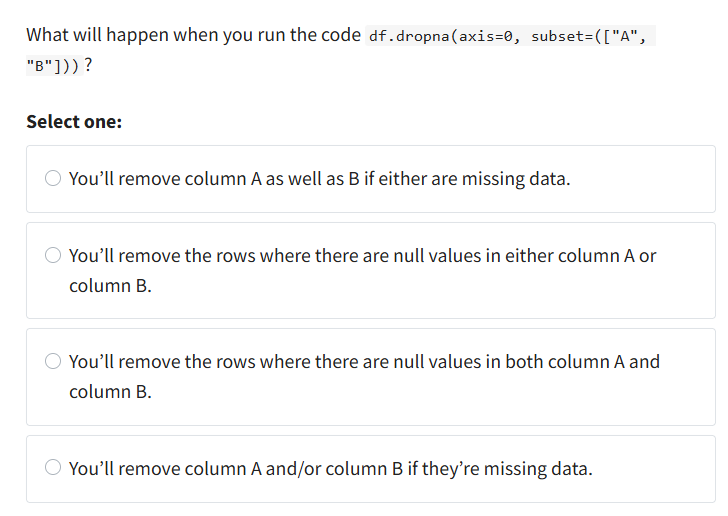 What will happen when you run the code df.dropna(axis=0, subset=(["A",
"B"])) ?
Select one:
You’ll remove column A as well as B if either are missing data.
You’ll remove the rows where there are null values in either column A or
column B.
You’ll remove the rows where there are null values in both column A and
column B.
You’ll remove column A and/or column B if they’re missing data.